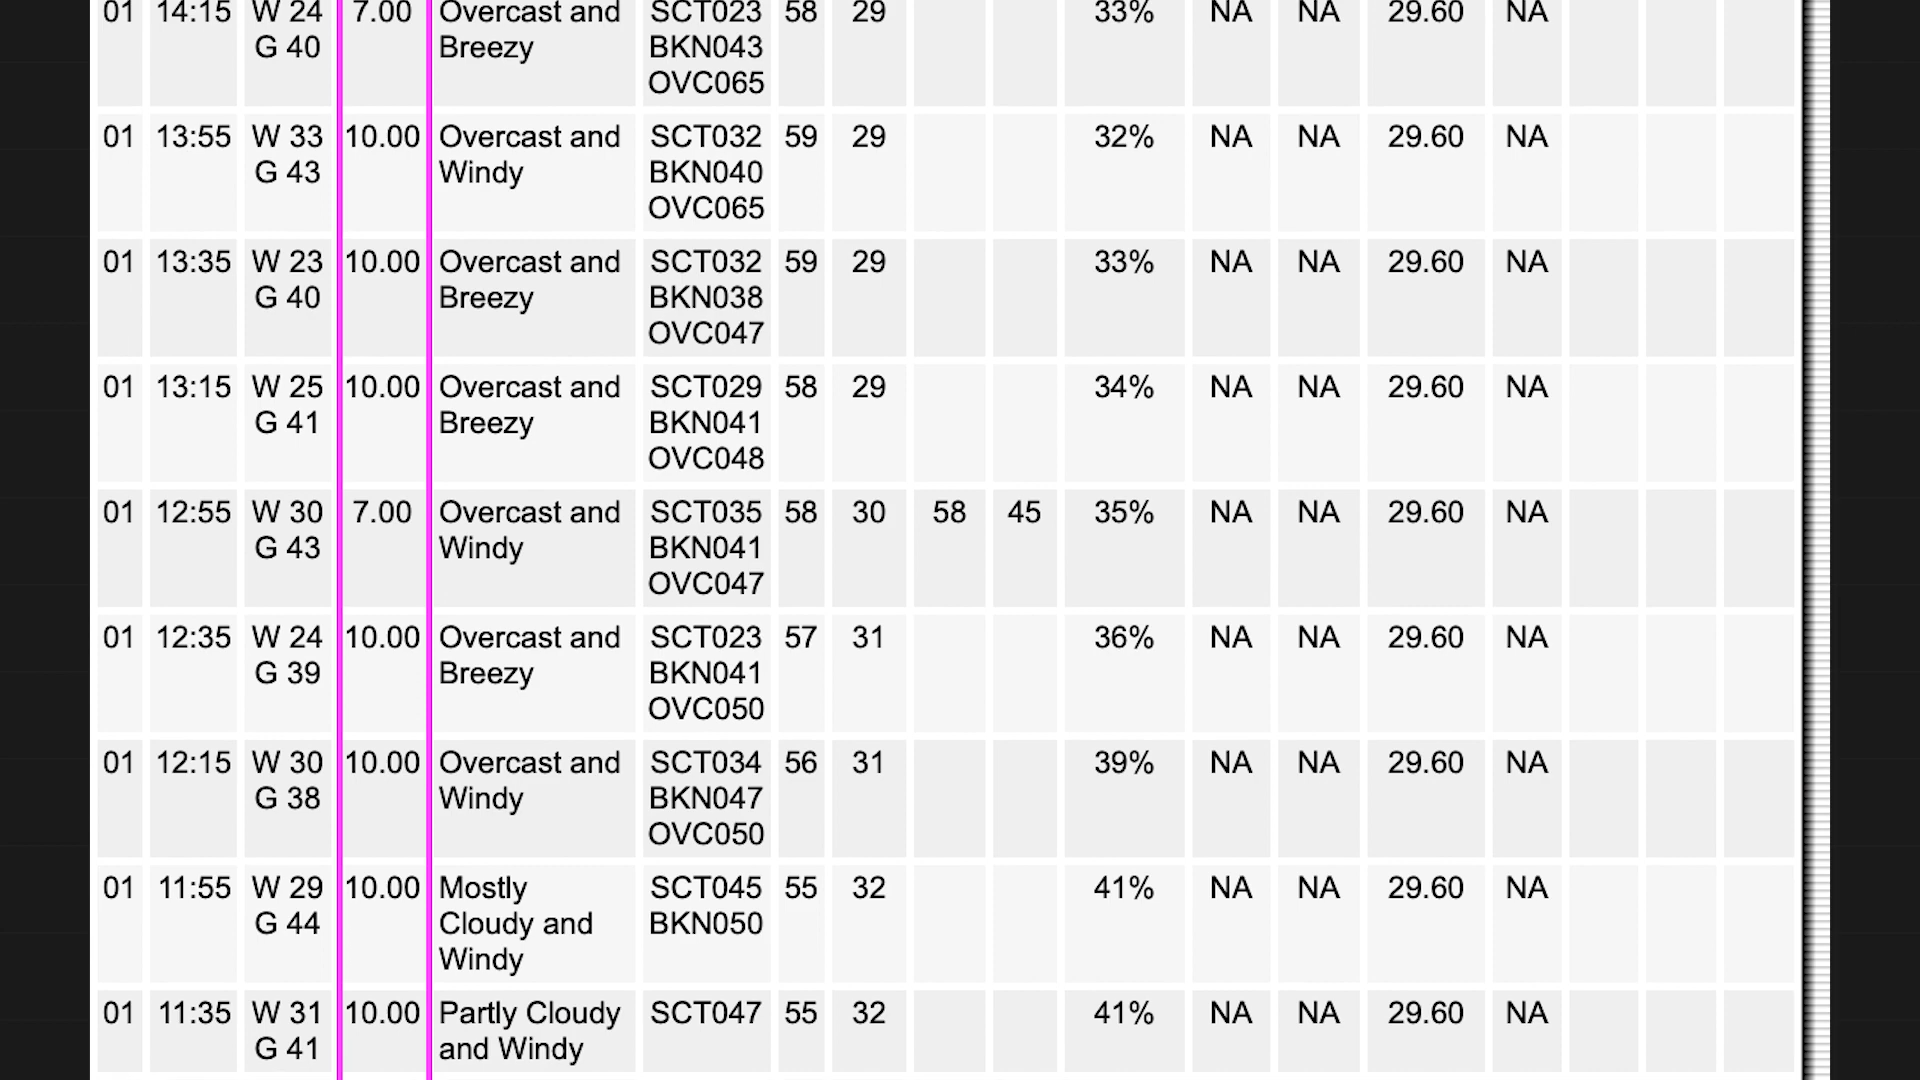 01 14:15 W 24 7.00 Overcast and SCT023 58 29 33% NA NA 29.60 NA
G 40 Breezy BKN043
OVC065
01 13:55 W 33 10.00 Overcast and SCT032 59 29 32% NA NA 29.60 NA
G 43 Windy BKN040
OVC065
01 13:35 W 23 10.00 Overcast and SCT032 59 29 33% NA NA 29.60 NA
G 40 Breezy BKN038
OVC047
01 13:15 W 25 10.00 Overcast and SCT029 58 29 34% NA NA 29.60 NA
G 41 Breezy BKN041
OVC048
01 12:55 W 30 7.00 Overcast and SCT035 58 30 58 45 35% NA NA 29.60 NA
G 43 Windy BKN041
OVC047
01 12:35 W 24 10.00 Overcast and SCT023 57 31 36% NA NA 29.60 NA
G 39 Breezy BKN041
OVC050
01 12:15 W 30 10.00 Overcast and SCT034 56 31 39% NA NA 29.60 NA
G 38 Windy BKN047
OVC050
01 11:55 W 29 10.00 Mostly SCT045 55 32 41% NA NA 29.60 NA
G 44 Cloudy and BKN050
Windy
01 11:35 W 31 10.00 Partly Cloudy SCT047 55 32 41% NA NA 29.60 NA
G 41 and Windy